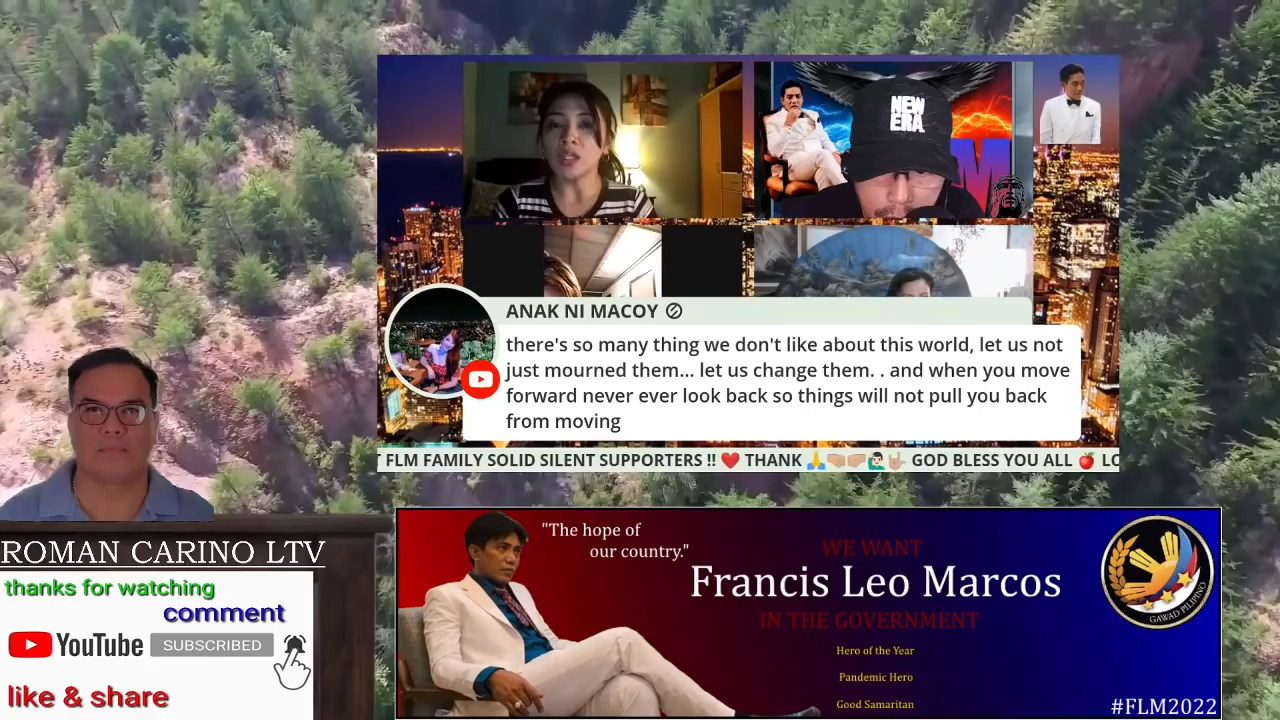 NEW
ERA
M
ANAK NI MACOY
there's so many thing we don't like about this world, let us not
just mourned them... let us change them. . and when you move
forward never ever look back so things will not pull you back
from moving
FLM FAMILY SOLID SILENT SUPPORTERS !! ❤️ THANK 🙏🤜🤛🙋🏻‍♂️🤟🏼 GOD BLESS YOU ALL 🍎 LO
ROMAN CARINO LTV
thanks for watching
comment
YouTube SUBSCRIBED
like & share
"The hope of
our country."
WE WANT
Francis Leo Marcos
IN THE GOVERNMENT
Hero of the Year
Pandemic Hero
Good Samaritan
GAWAD PILIPINO
#FLM2022